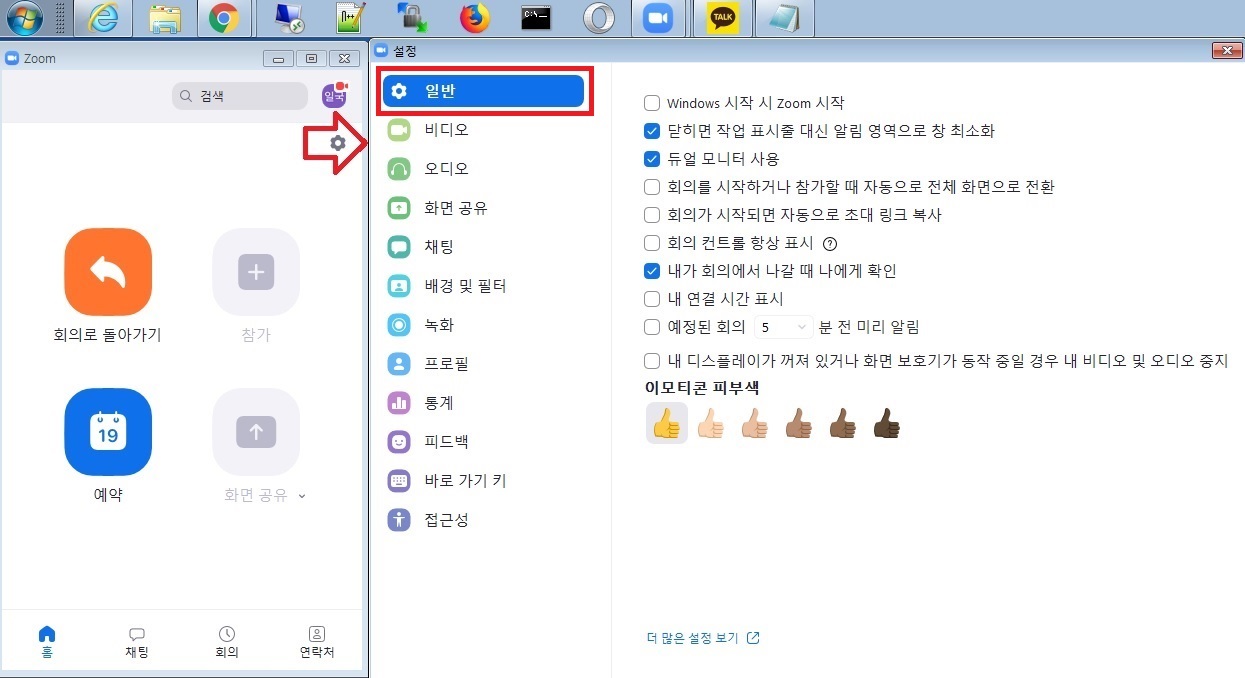 TALK
Zoom
검색
일국
회의로 돌아가기
참가
19
예약
화면 공유
홈
채팅
회의
연락처
설정
일반
비디오
오디오
화면 공유
채팅
배경 및 필터
녹화
프로필
통계
피드백
바로 가기 키
접근성
Windows 시작 시 Zoom 시작
닫히면 작업 표시줄 대신 알림 영역으로 창 최소화
듀얼 모니터 사용
회의를 시작하거나 참가할 때 자동으로 전체 화면으로 전환
회의가 시작되면 자동으로 초대 링크 복사
회의 컨트롤 항상 표시 ?
내가 회의에서 나갈 때 나에게 확인
내 연결 시간 표시
예정된 회의 5 분 전 미리 알림
내 디스플레이가 꺼져 있거나 화면 보호기가 동작 중일 경우 내 비디오 및 오디오 중지
이모티콘 피부색
더 많은 설정 보기